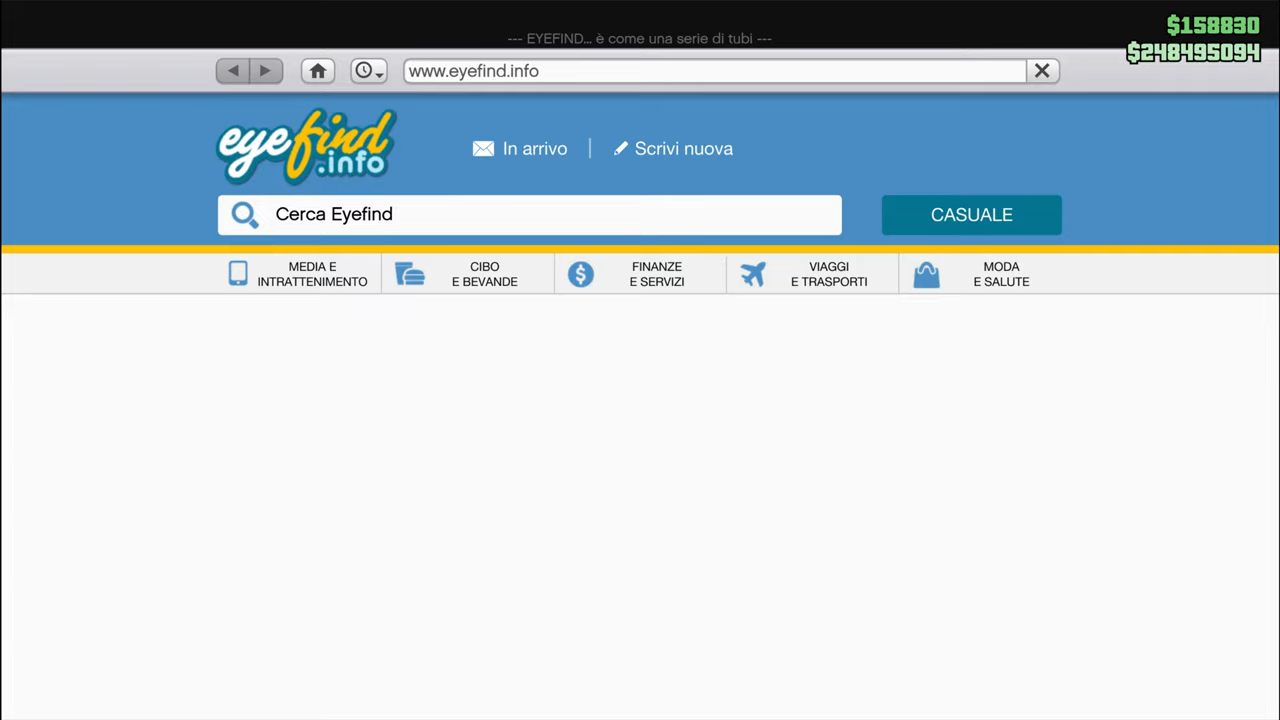 $158830
--- EYEFIND... è come una serie di tubi ---
$248495094
www.eyefind.info
eyefind
.info
In arrivo
Scrivi nuova
Cerca Eyefind
CASUALE
MEDIA E
INTRATTENIMENTO
CIBO
E BEVANDE
FINANZE
E SERVIZI
VIAGGI
E TRASPORTI
MODA
E SALUTE